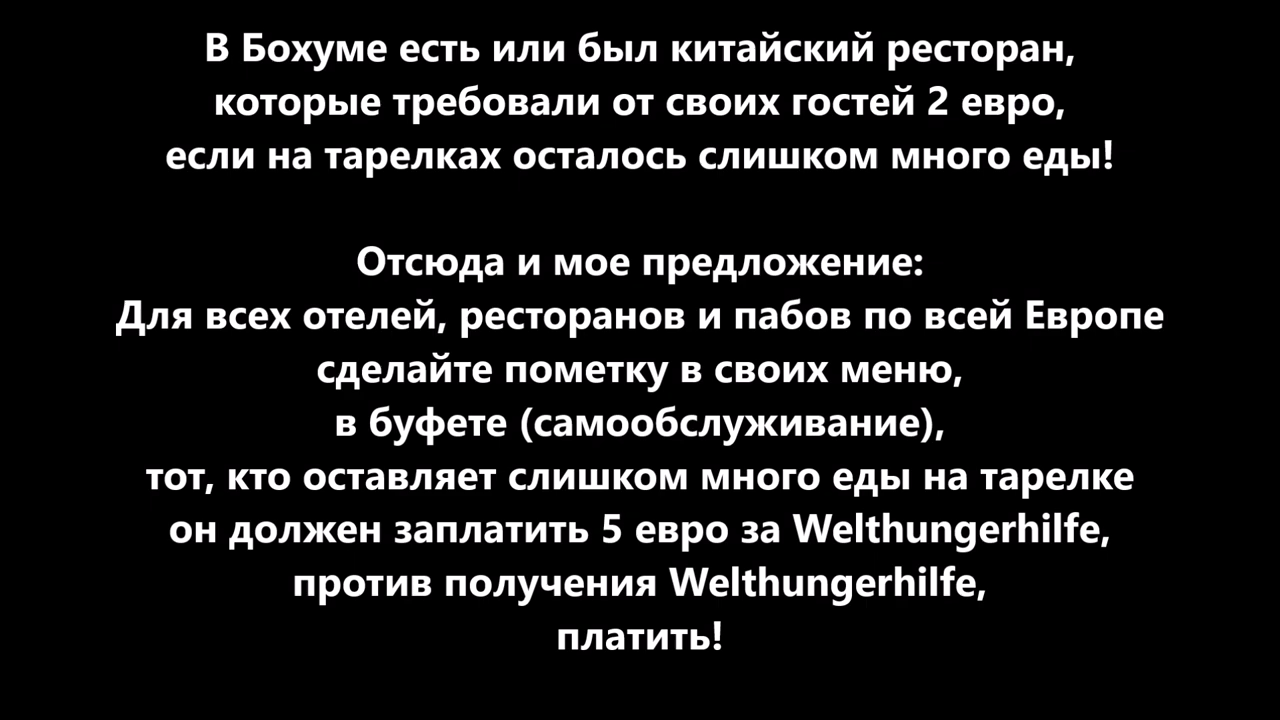 В Бохуме есть или был китайский ресторан,
которые требовали от своих гостей 2 евро,
если на тарелках осталось слишком много еды!
Отсюда и мое предложение:
Для всех отелей, ресторанов и пабов по всей Европе
сделайте пометку в своих меню,
в буфете (самообслуживание),
тот, кто оставляет слишком много еды на тарелке
он должен заплатить 5 евро за Welthungerhilfe,
против получения Welthungerhilfe,
платить!